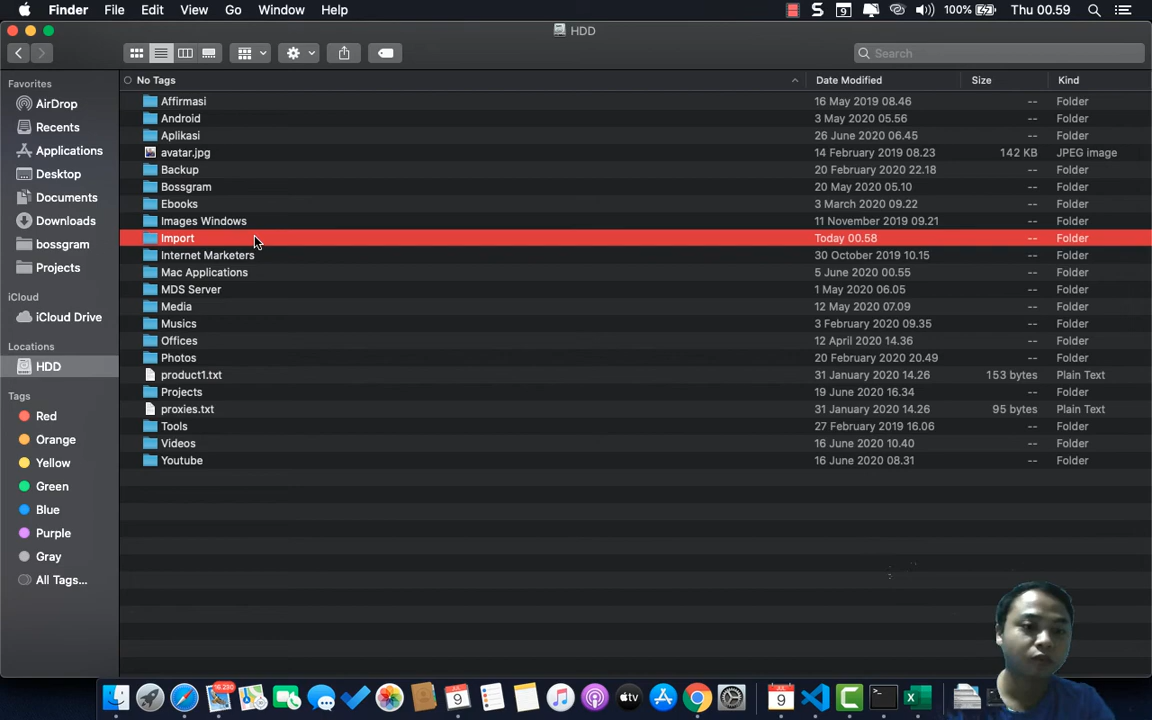 Finder File Edit View Go Window Help 9 100% Thu 00.59
HDD
Search
Favorites
AirDrop
Recents
Applications
Desktop
Documents
Downloads
bossgram
Projects
iCloud
iCloud Drive
Locations
HDD
Tags
Red
Orange
Yellow
Green
Blue
Purple
Gray
All Tags...
No Tags Date Modified Size Kind
Affirmasi 16 May 2019 08.46 -- Folder
Android 3 May 2020 05.56 -- Folder
Aplikasi 26 June 2020 06.45 -- Folder
avatar.jpg 14 February 2019 08.23 142 KB JPEG image
Backup 20 February 2020 22.18 -- Folder
Bossgram 20 May 2020 05.10 -- Folder
Ebooks 3 March 2020 09.22 -- Folder
Images Windows 11 November 2019 09.21 -- Folder
Import Today 00.58 -- Folder
Internet Marketers 30 October 2019 10.15 -- Folder
Mac Applications 5 June 2020 00.55 -- Folder
MDS Server 1 May 2020 06.05 -- Folder
Media 12 May 2020 07.09 -- Folder
Musics 3 February 2020 09.35 -- Folder
Offices 12 April 2020 14.36 -- Folder
Photos 20 February 2020 20.49 -- Folder
product1.txt 31 January 2020 14.26 153 bytes Plain Text
Projects 19 June 2020 16.34 -- Folder
proxies.txt 31 January 2020 14.26 95 bytes Plain Text
Tools 27 February 2019 16.06 -- Folder
Videos 16 June 2020 10.40 -- Folder
Youtube 16 June 2020 08.31 -- Folder
16.230
9
tv
9